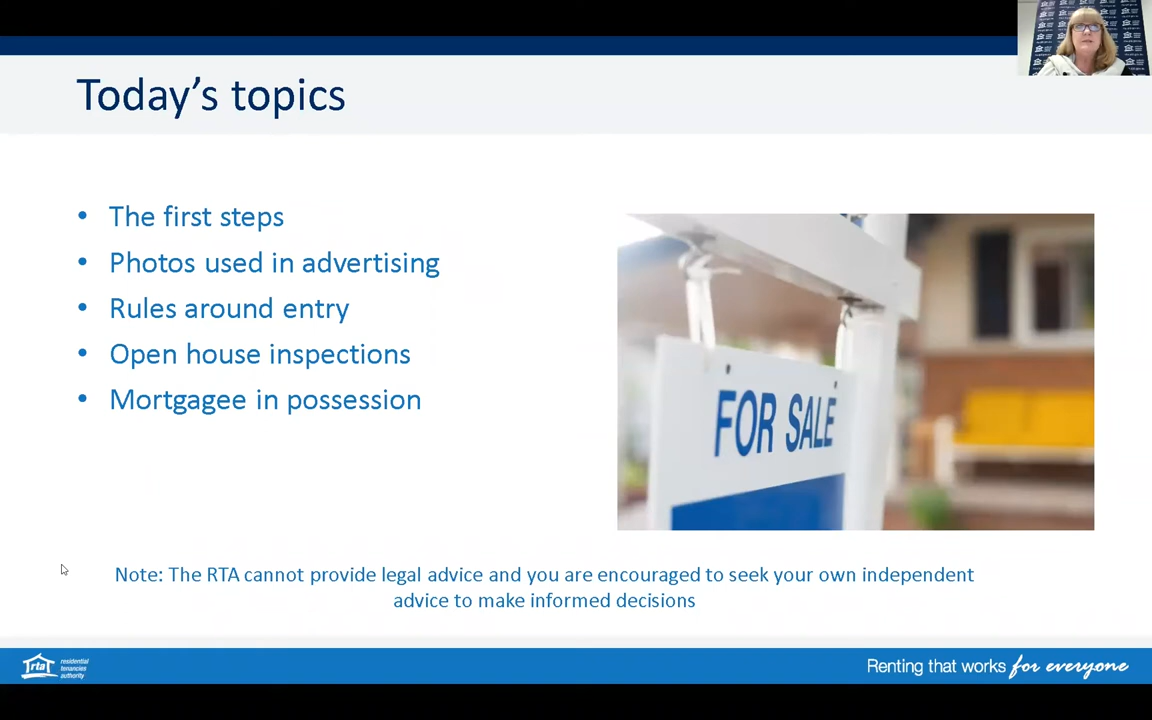 Today's topics
• The first steps
• Photos used in advertising
• Rules around entry
• Open house inspections
• Mortgagee in possession
FOR SALE
Note: The RTA cannot provide legal advice and you are encouraged to seek your own independent
advice to make informed decisions
rta
residential
tenancies
authority
Renting that works for everyone